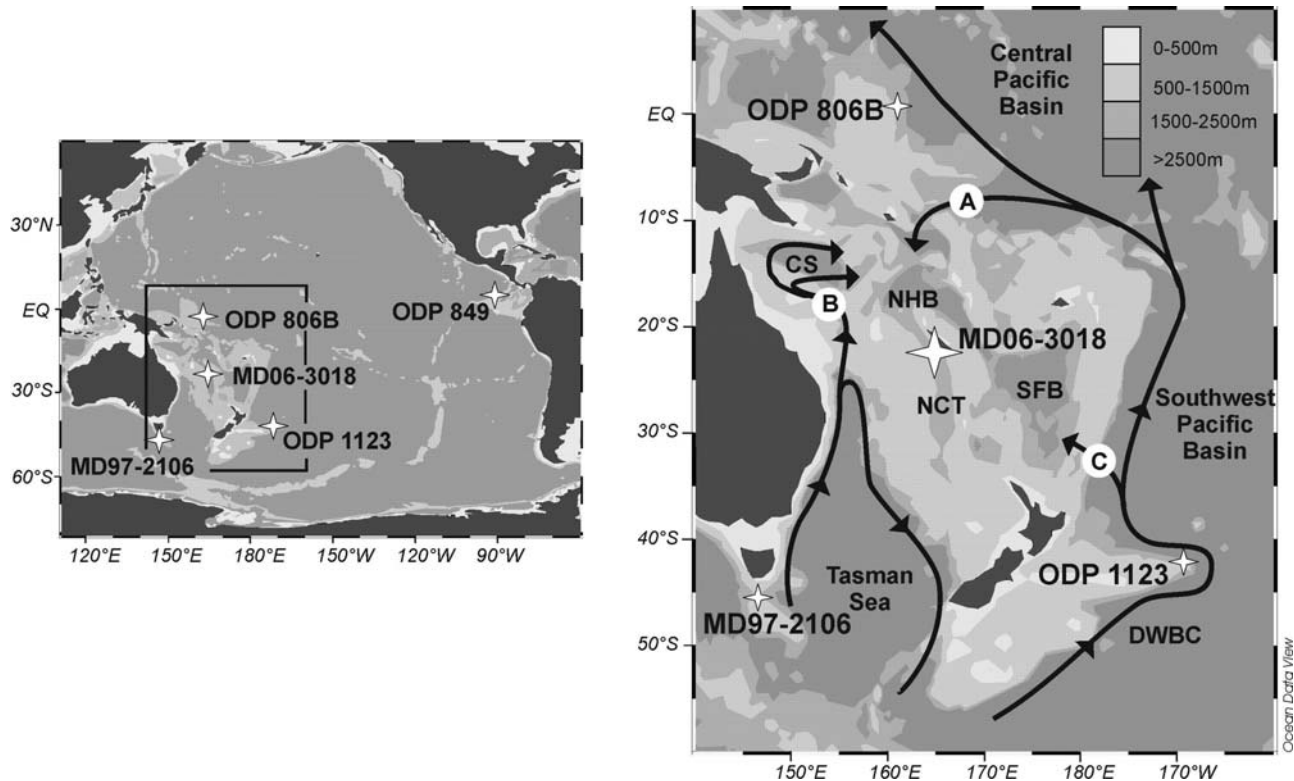 30°N
EQ
30°S
60°S
120°E
150°E
180°E
150°W
120°W
90°W
ODP 806B
ODP 849
MD06-3018
ODP 1123
MD97-2106
EQ
10°S
20°S
30°S
40°S
50°S
150°E
160°E
170°E
180°E
170°W
Central
Pacific
Basin
0-500m
500-1500m
1500-2500m
>2500m
ODP 806B
A
CS
B
NHB
MD06-3018
NCT
SFB
Southwest
Pacific
Basin
C
ODP 1123
Tasman
Sea
MD97-2106
DWBC
Ocean Data View